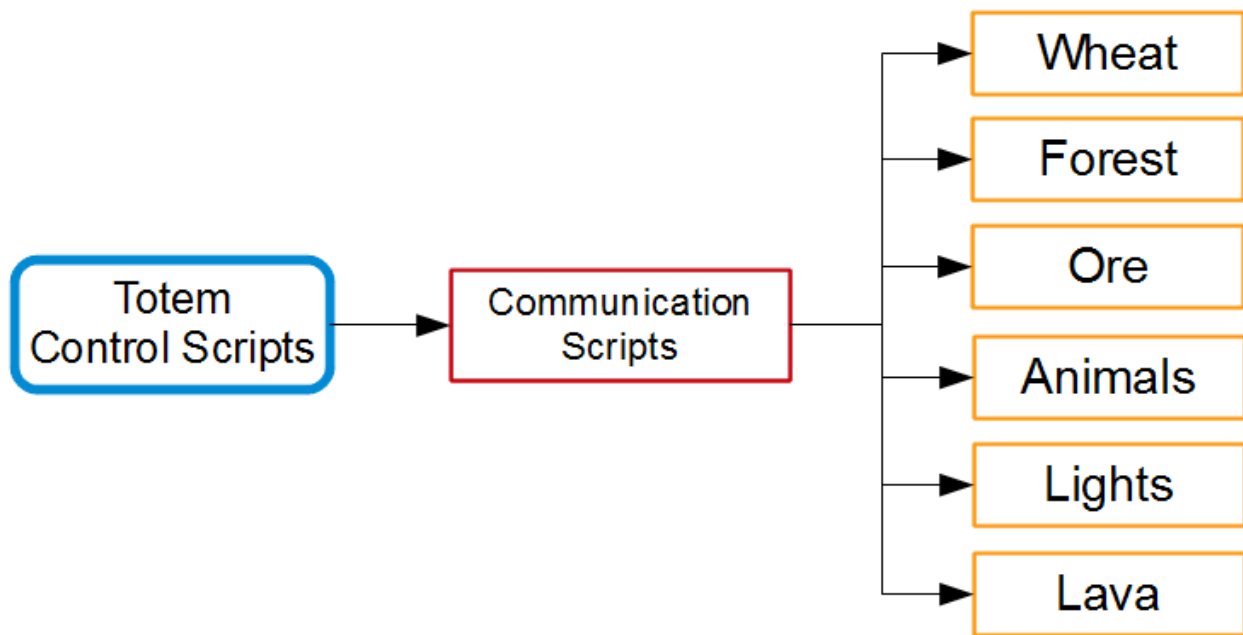 Totem
Control Scripts
Communication
Scripts
Wheat
Forest
Ore
Animals
Lights
Lava